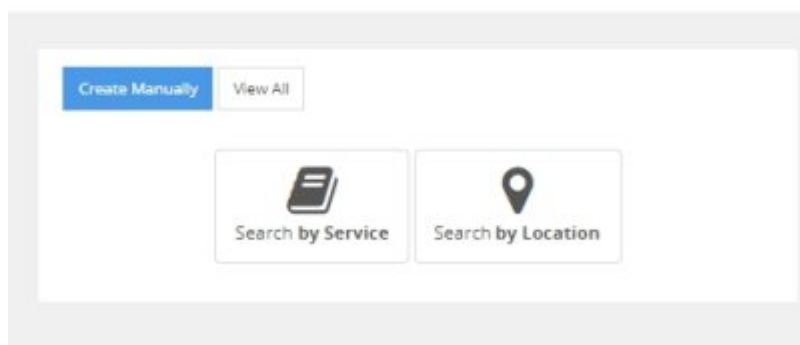 Create Manually
View All
Search by Service
Search by Location